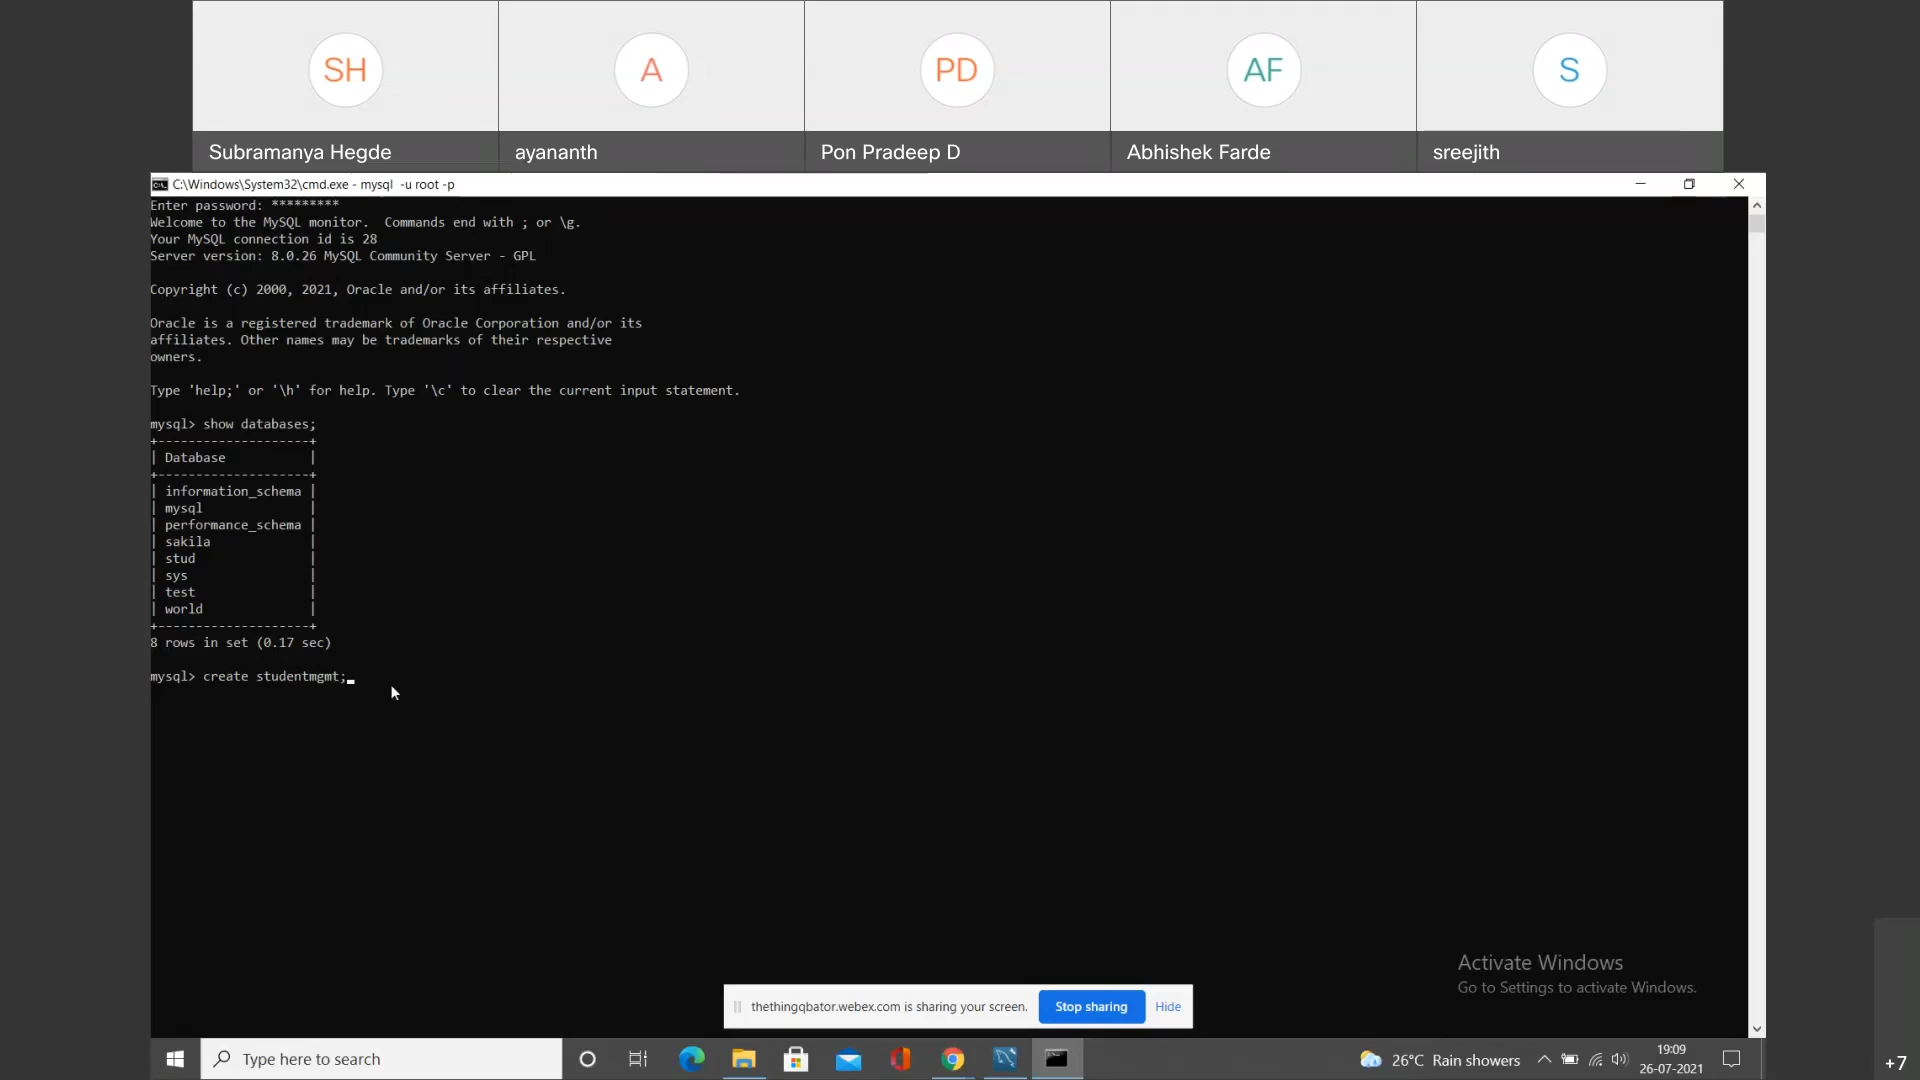 SH
A
PD
AF
S
Subramanya Hegde
ayananth
Pon Pradeep D
Abhishek Farde
sreejith
C:\Windows\System32\cmd.exe - mysql  -u root -p
Enter password: *********
Welcome to the MySQL monitor.  Commands end with ; or \g.
Your MySQL connection id is 28
Server version: 8.0.26 MySQL Community Server - GPL
Copyright (c) 2000, 2021, Oracle and/or its affiliates.
Oracle is a registered trademark of Oracle Corporation and/or its
affiliates. Other names may be trademarks of their respective
owners.
Type 'help;' or '\h' for help. Type '\c' to clear the current input statement.
mysql> show databases;
+--------------------+
| Database           |
+--------------------+
| information_schema |
| mysql              |
| performance_schema |
| sakila             |
| stud               |
| sys                |
| test               |
| world              |
+--------------------+
8 rows in set (0.17 sec)
mysql> create studentmgmt;
Activate Windows
Go to Settings to activate Windows.
thethingqbator.webex.com is sharing your screen.
Stop sharing
Hide
Type here to search
26°C Rain showers
19:09
26-07-2021
+7